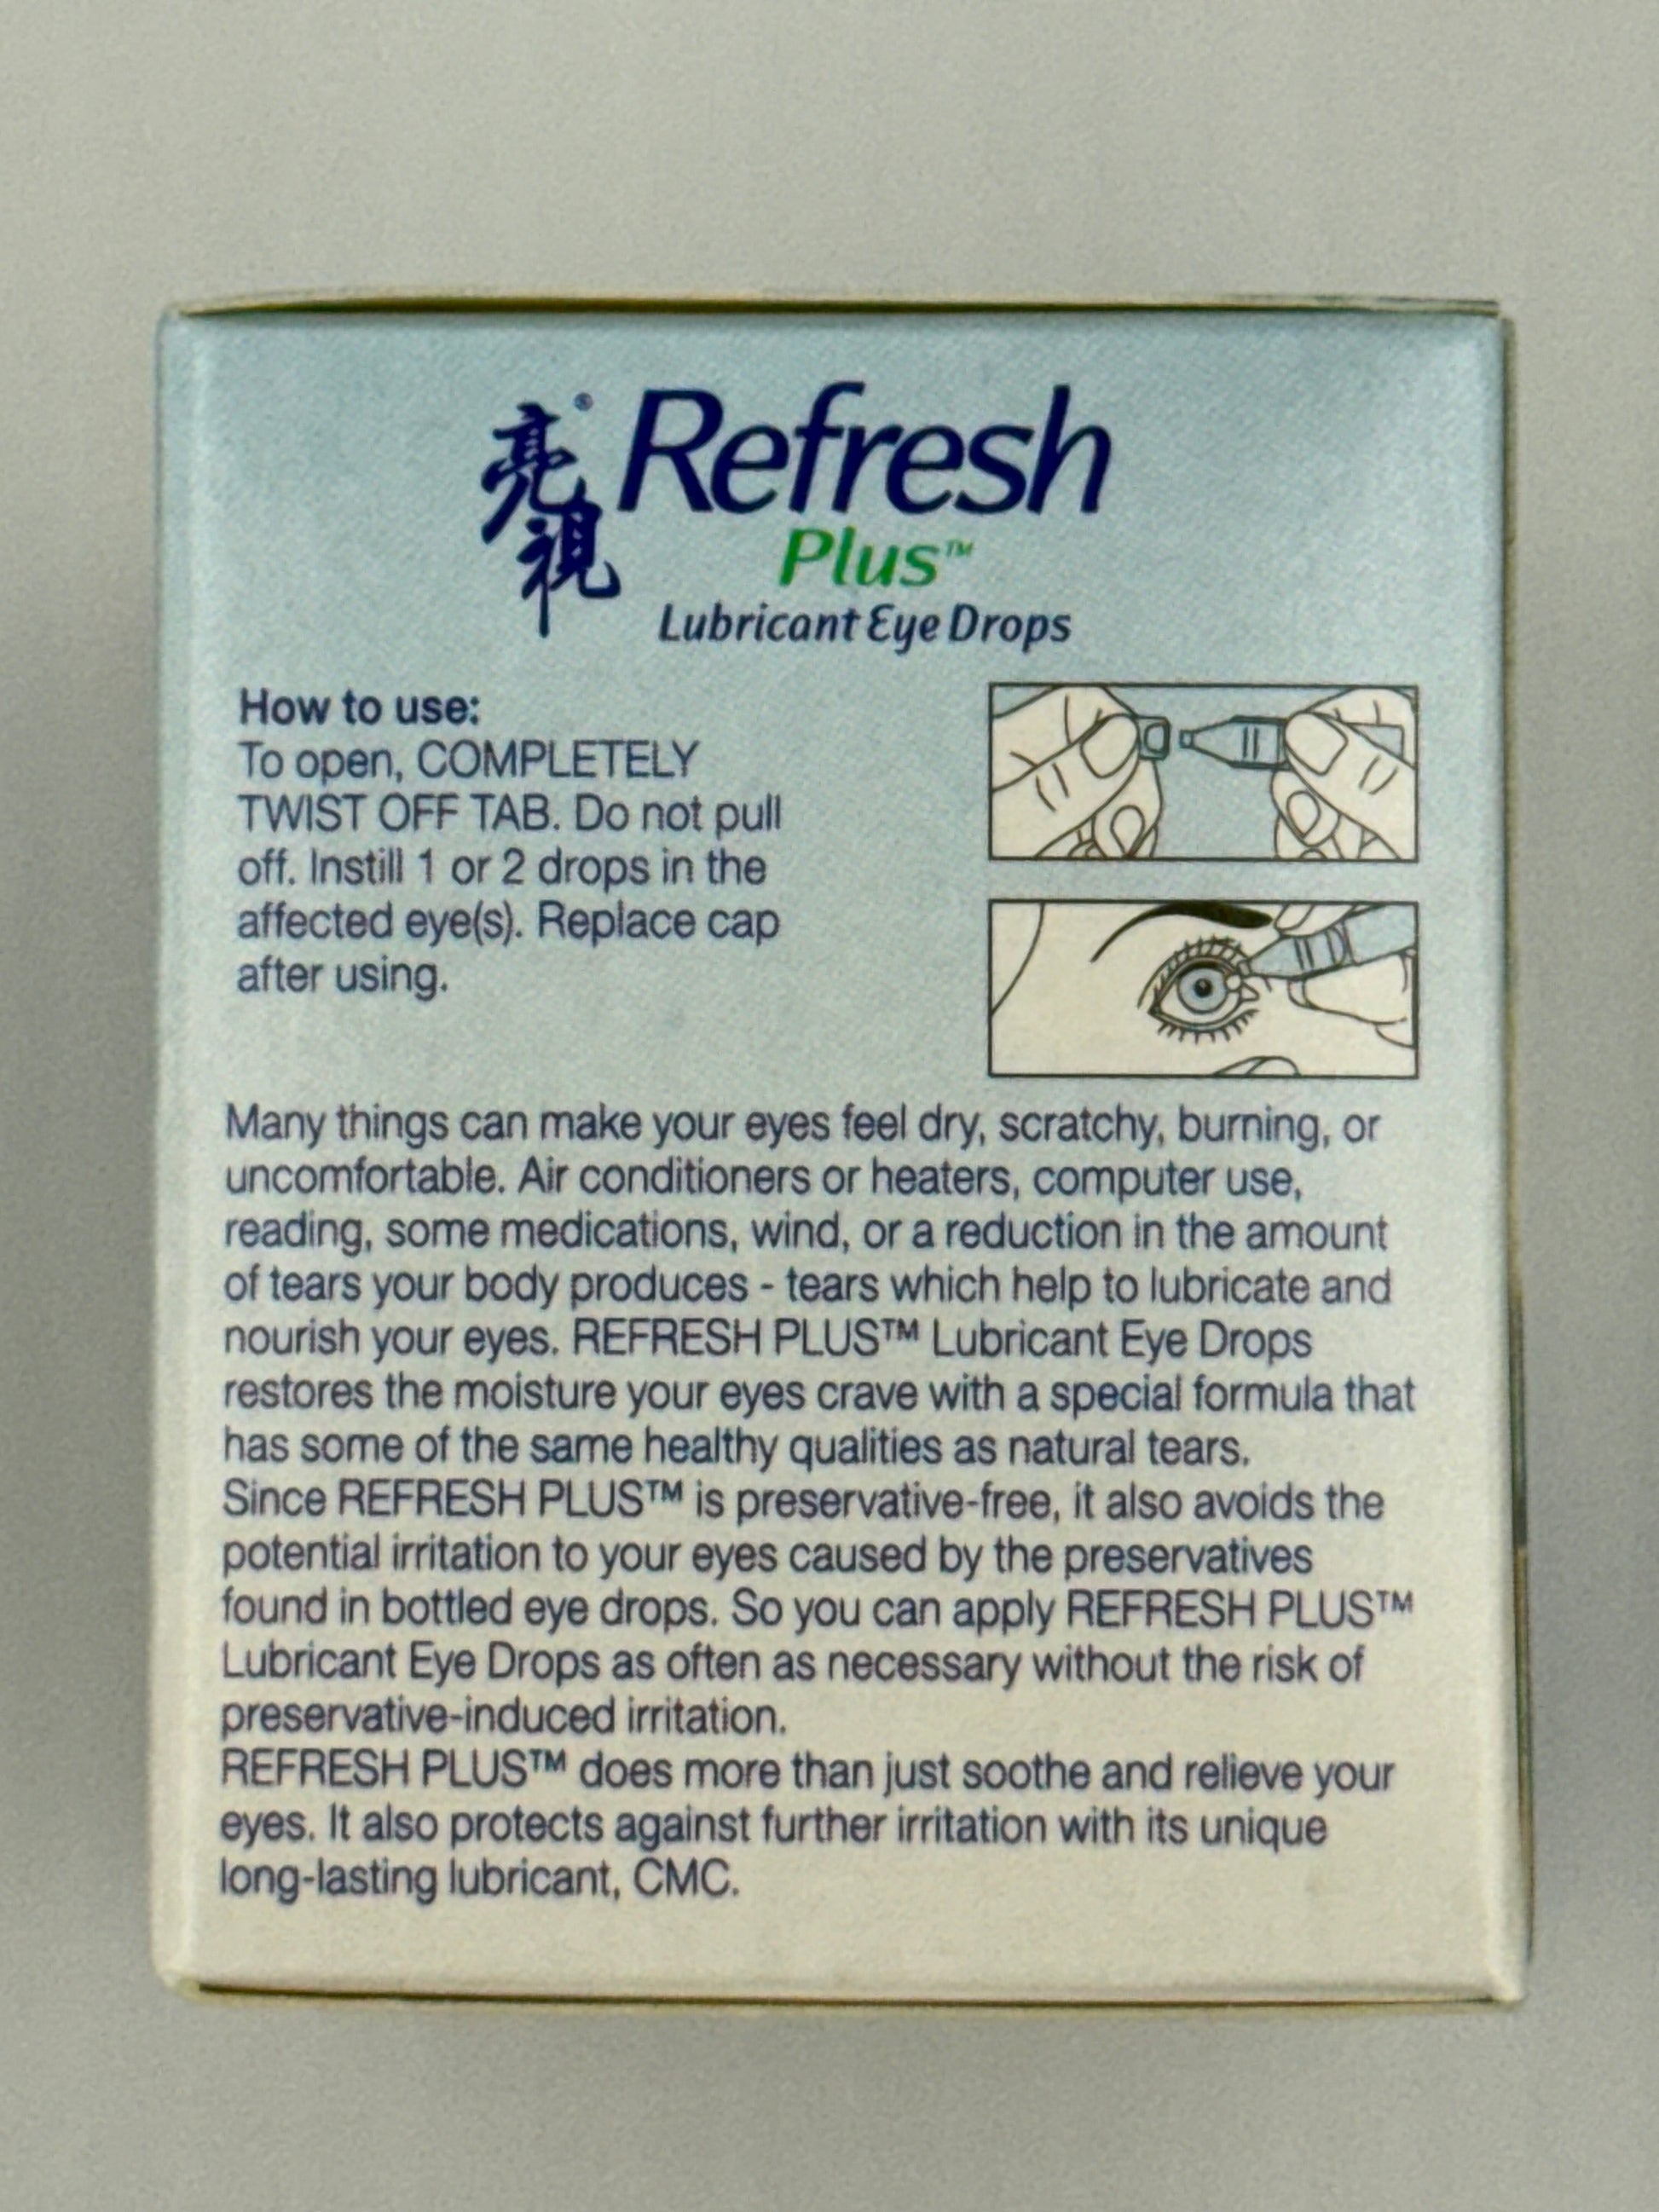 亮視® Refresh
Plus™
Lubricant Eye Drops
How to use:
To open, COMPLETELY
TWIST OFF TAB. Do not pull
off. Instill 1 or 2 drops in the
affected eye(s). Replace cap
after using.
Many things can make your eyes feel dry, scratchy, burning, or
uncomfortable. Air conditioners or heaters, computer use,
reading, some medications, wind, or a reduction in the amount
of tears your body produces - tears which help to lubricate and
nourish your eyes. REFRESH PLUS™ Lubricant Eye Drops
restores the moisture your eyes crave with a special formula that
has some of the same healthy qualities as natural tears.
Since REFRESH PLUS™ is preservative-free, it also avoids the
potential irritation to your eyes caused by the preservatives
found in bottled eye drops. So you can apply REFRESH PLUS™
Lubricant Eye Drops as often as necessary without the risk of
preservative-induced irritation.
REFRESH PLUS™ does more than just soothe and relieve your
eyes. It also protects against further irritation with its unique
long-lasting lubricant, CMC.